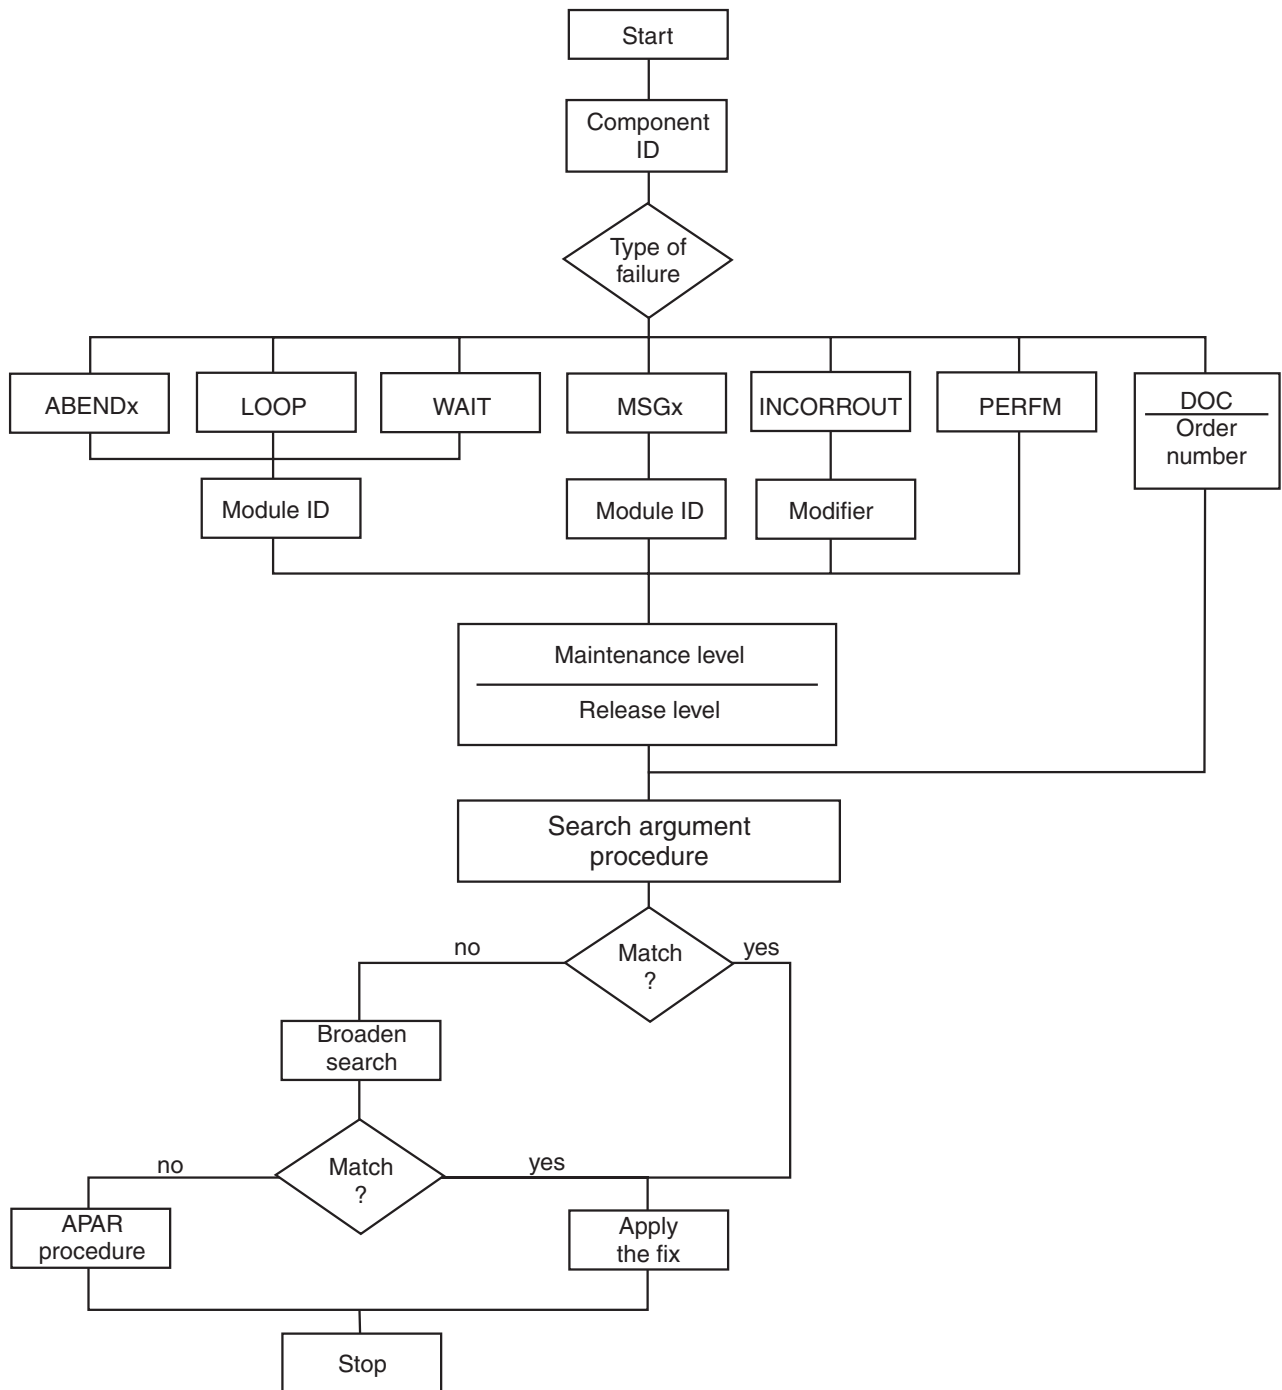 Start
Component
ID
Type of
failure
ABENDx
LOOP
WAIT
MSGx
INCORROUT
PERFM
DOC
Order
number
Module ID
Module ID
Modifier
Maintenance level
Release level
Search argument
procedure
no
Match
?
yes
Broaden
search
no
Match
?
yes
APAR
procedure
Apply
the fix
Stop